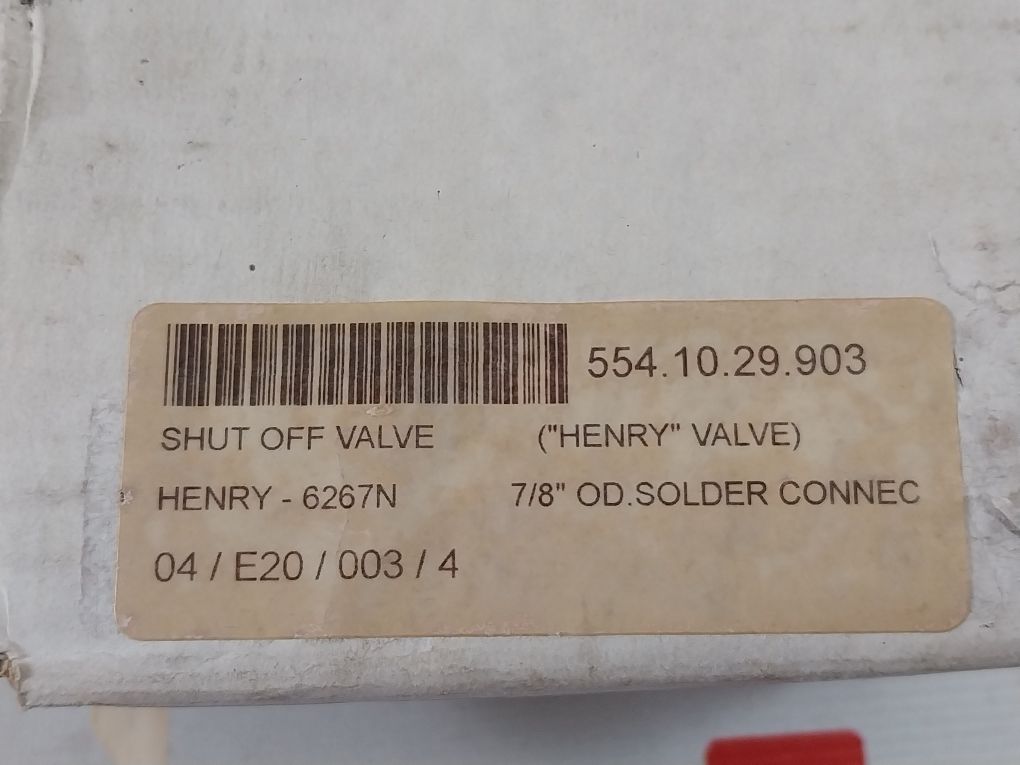 554.10.29.903
SHUT OFF VALVE ("HENRY" VALVE)
HENRY - 6267N 7/8" OD.SOLDER CONNEC
04 / E20 / 003 / 4